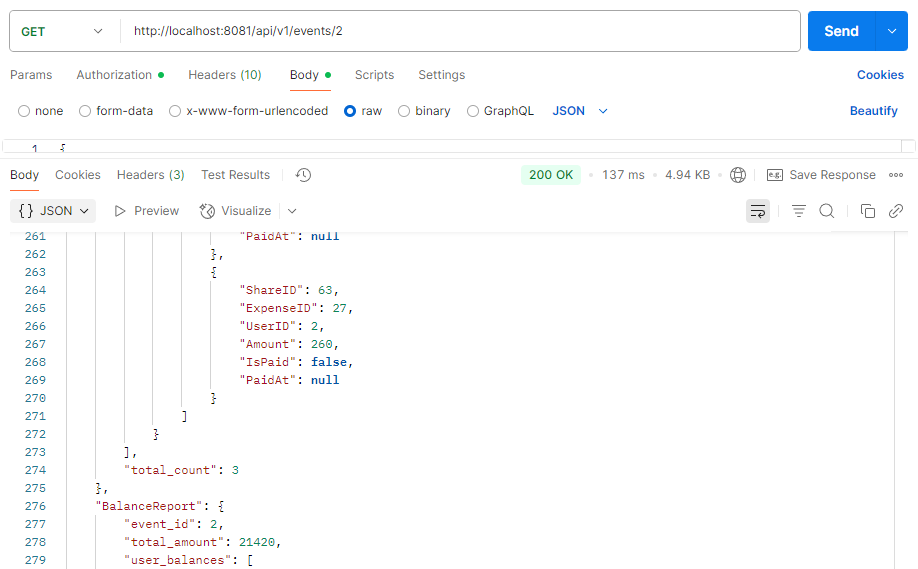 GET http://localhost:8081/api/v1/events/2 Send
Params Authorization Headers (10) Body Scripts Settings Cookies
none form-data x-www-form-urlencoded raw binary GraphQL JSON Beautify
1 {
Body Cookies Headers (3) Test Results 200 OK 137 ms 4.94 KB e.g. Save Response
{} JSON Preview Visualize
261 "PaidAt": null
262 },
263 {
264 "ShareID": 63,
265 "ExpenseID": 27,
266 "UserID": 2,
267 "Amount": 260,
268 "IsPaid": false,
269 "PaidAt": null
270 }
271 ]
272 }
273 ],
274 "total_count": 3
275 },
276 "BalanceReport": {
277 "event_id": 2,
278 "total_amount": 21420,
279 "user_balances": [